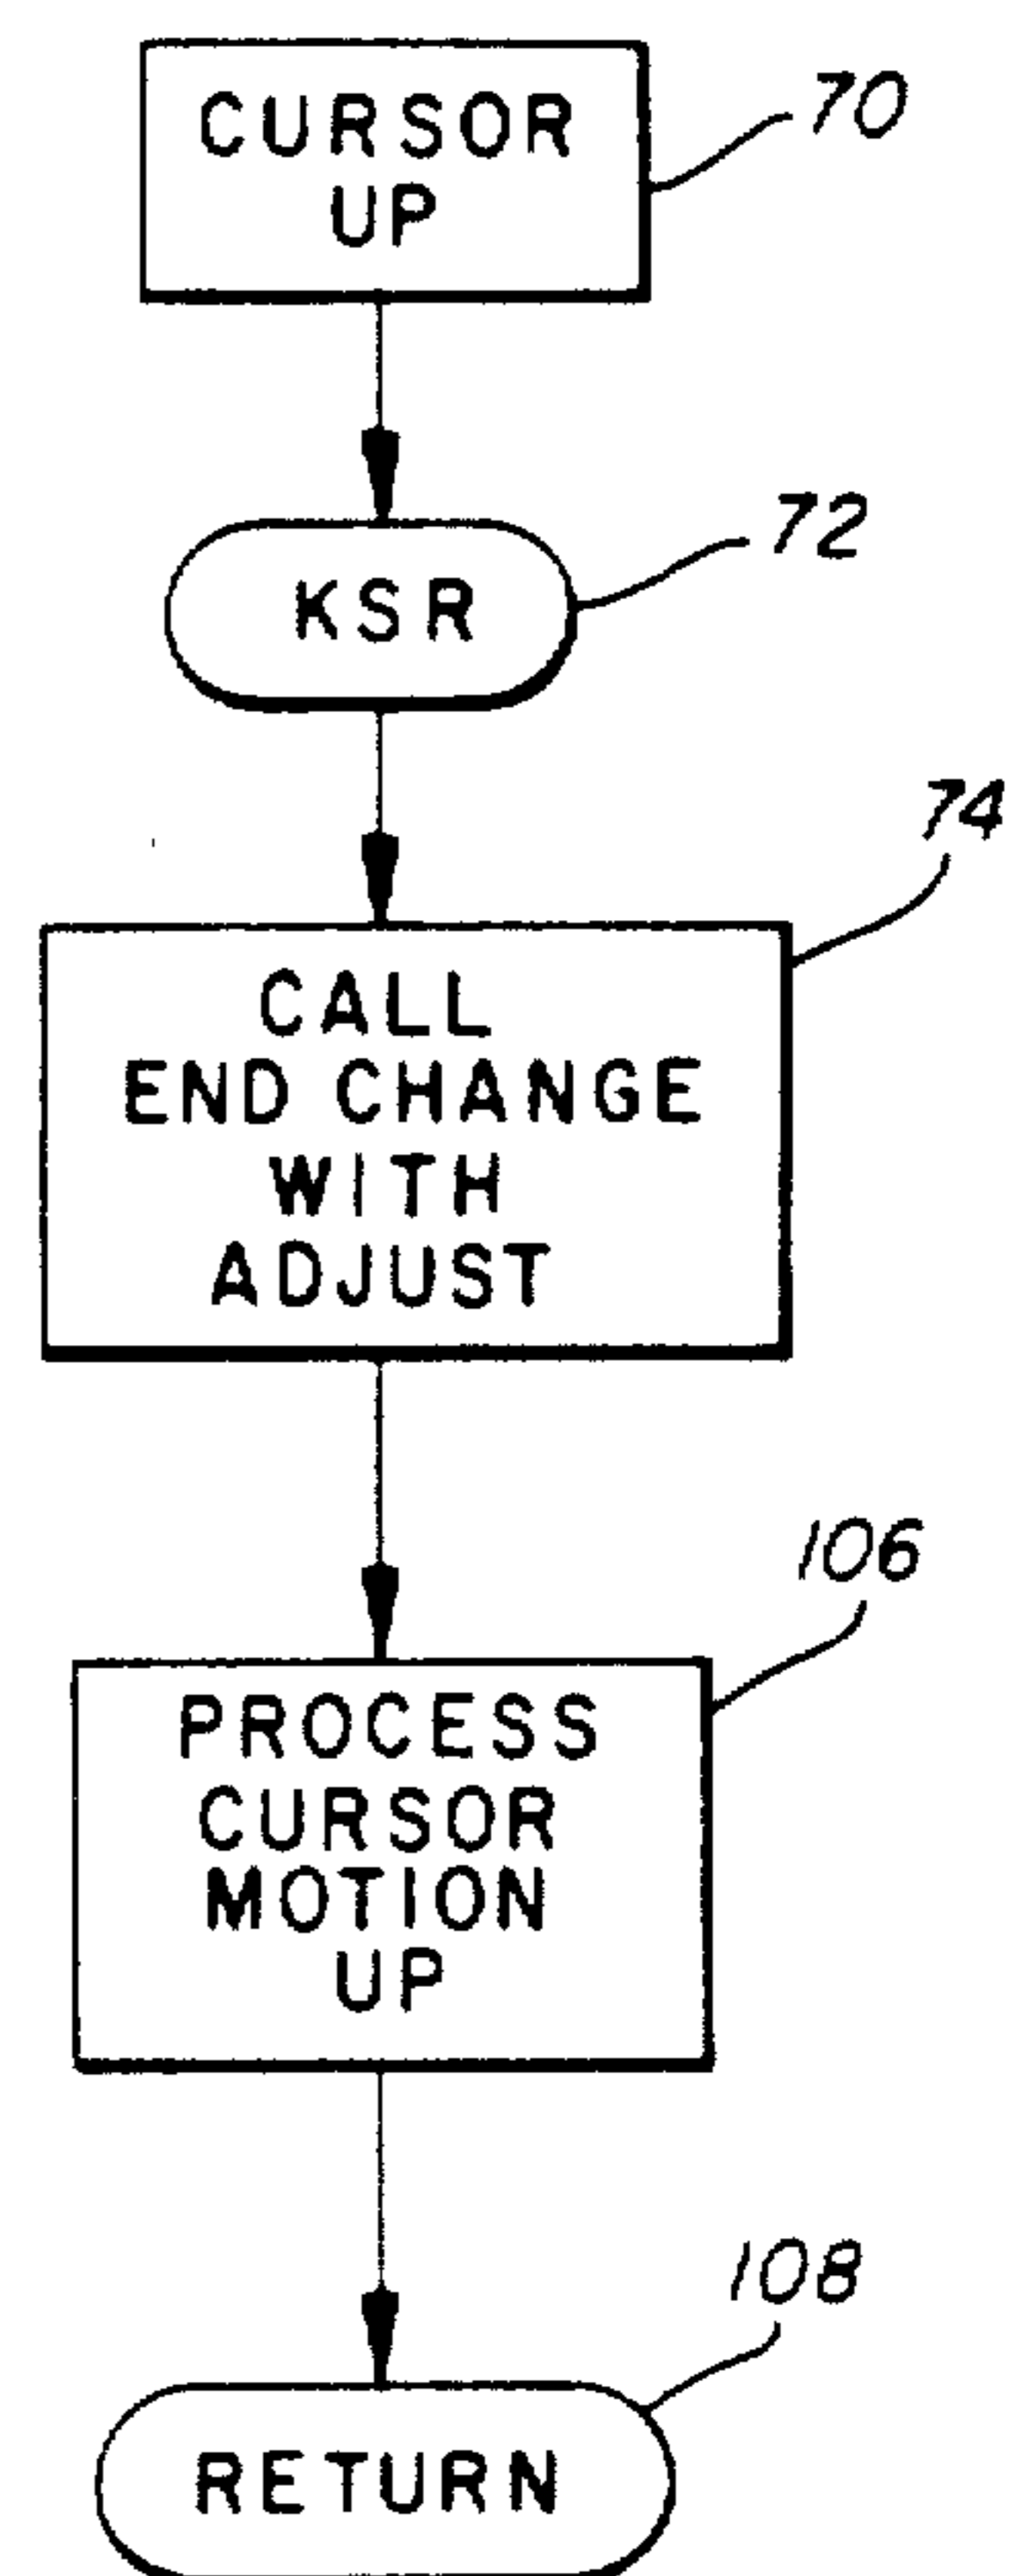 CURSOR
UP
70
KSR
72
74
CALL
END CHANGE
WITH
ADJUST
106
PROCESS
CURSOR
MOTION
UP
108
RETURN